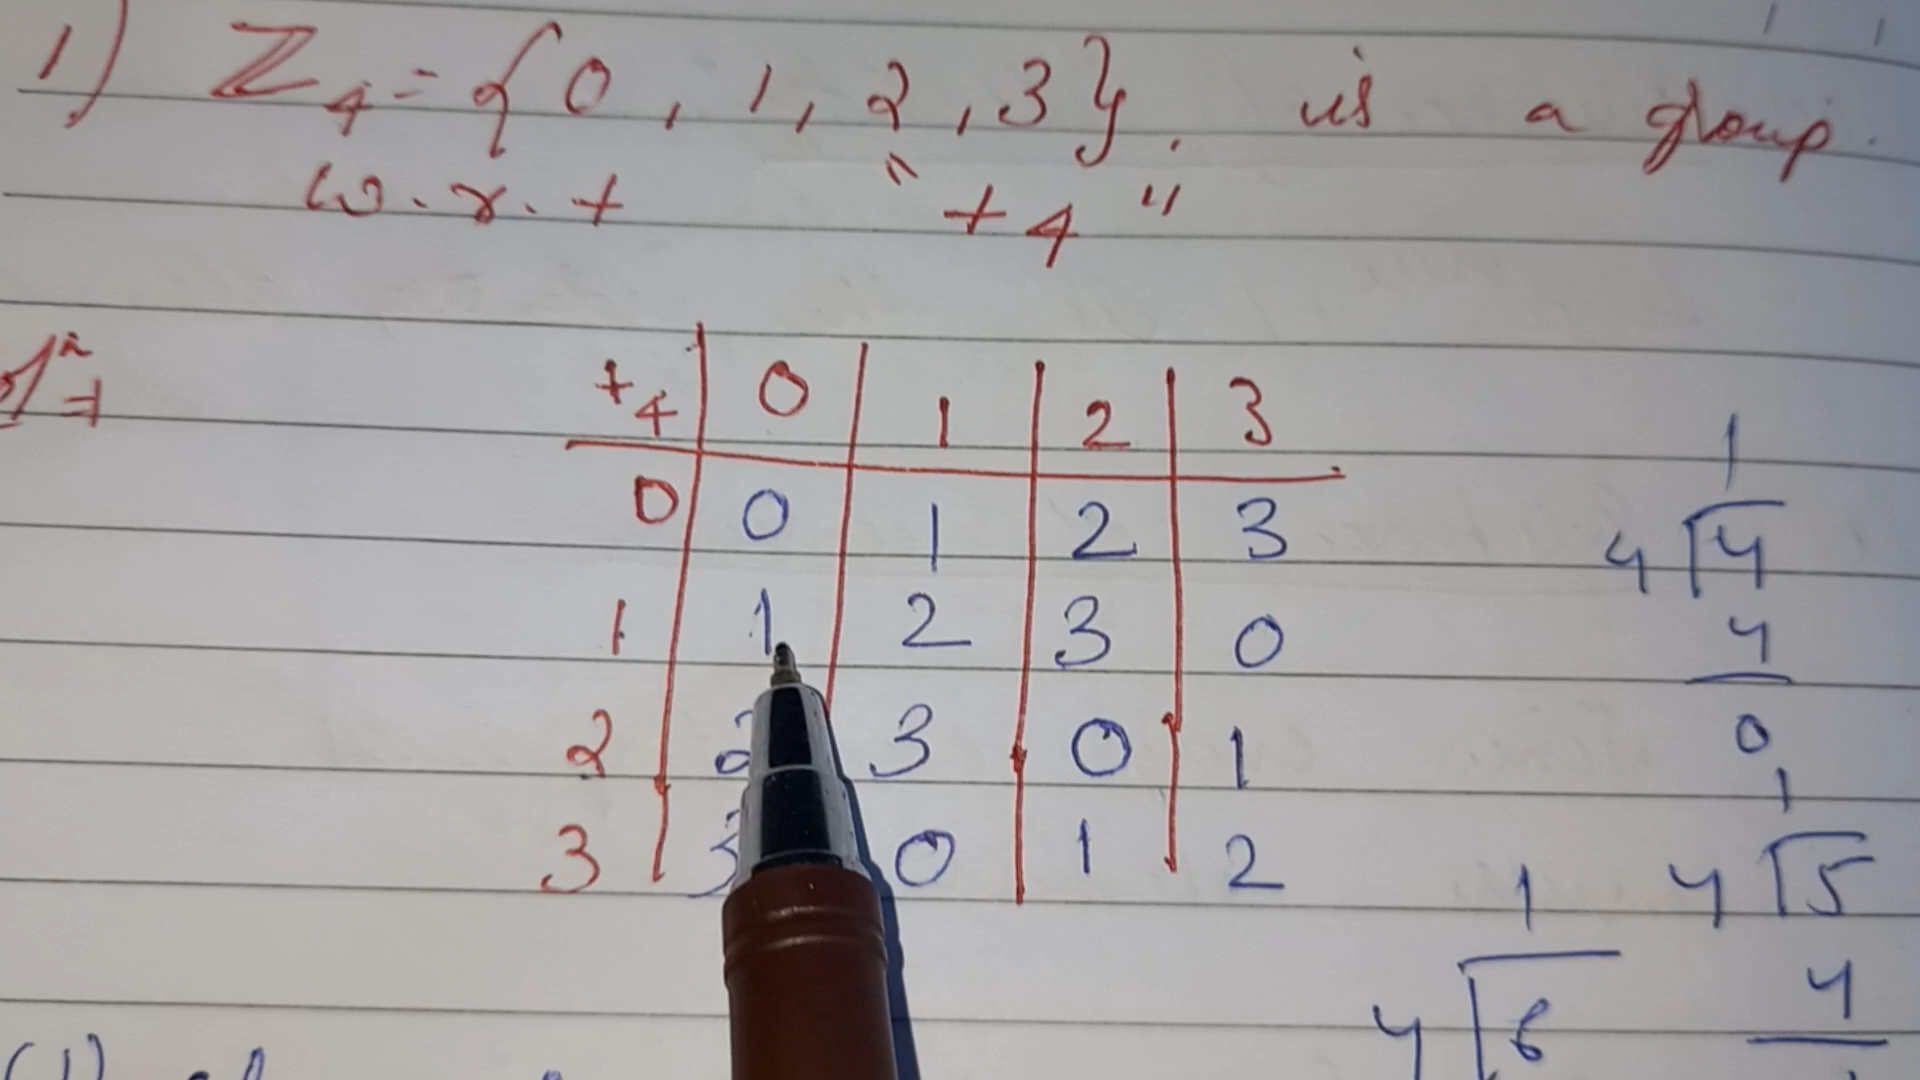 1) Z4 = {0, 1, 2, 3}. is a group.
w.r.t "+4"
+4 0 1 2 3
0 0 1 2 3
1 1 2 3 0
2 2 3 0 1
3 3 0 1 2
1
4 4
4
0
1
4 5
4
1
4 6